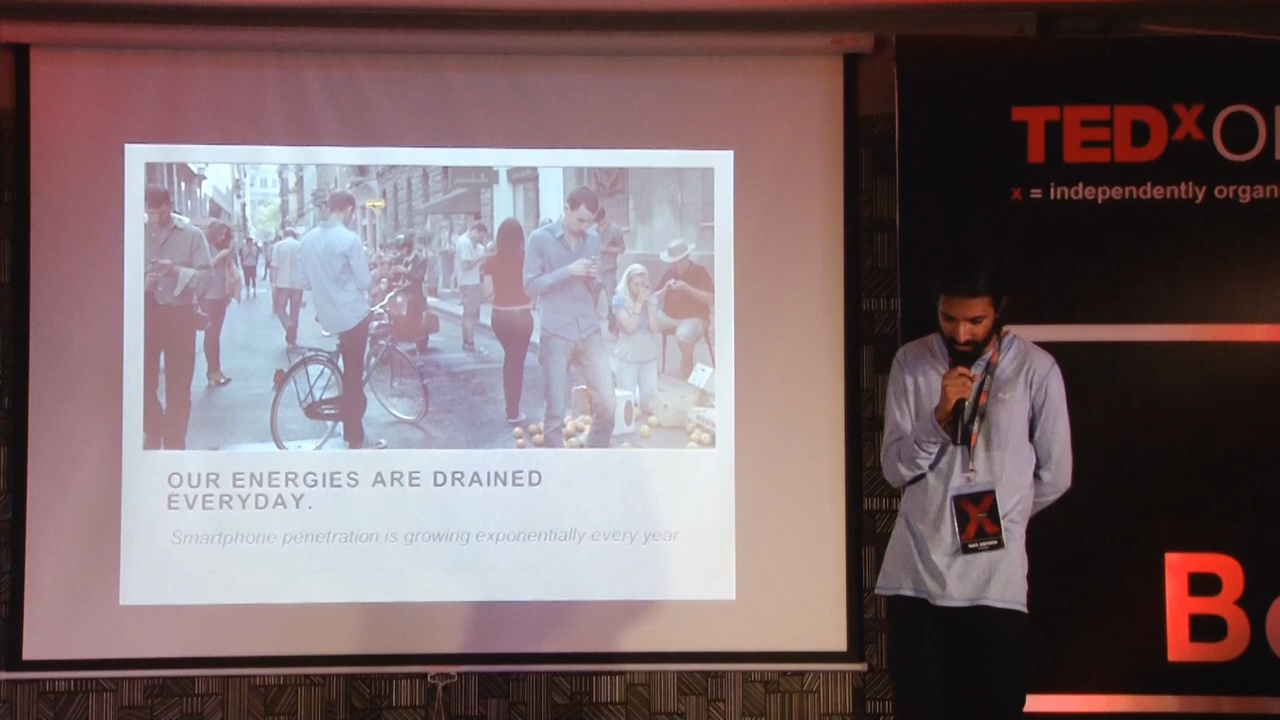 OUR ENERGIES ARE DRAINED
EVERYDAY.
Smartphone penetration is growing exponentially every year.
TEDx
x = independently organ
X
B